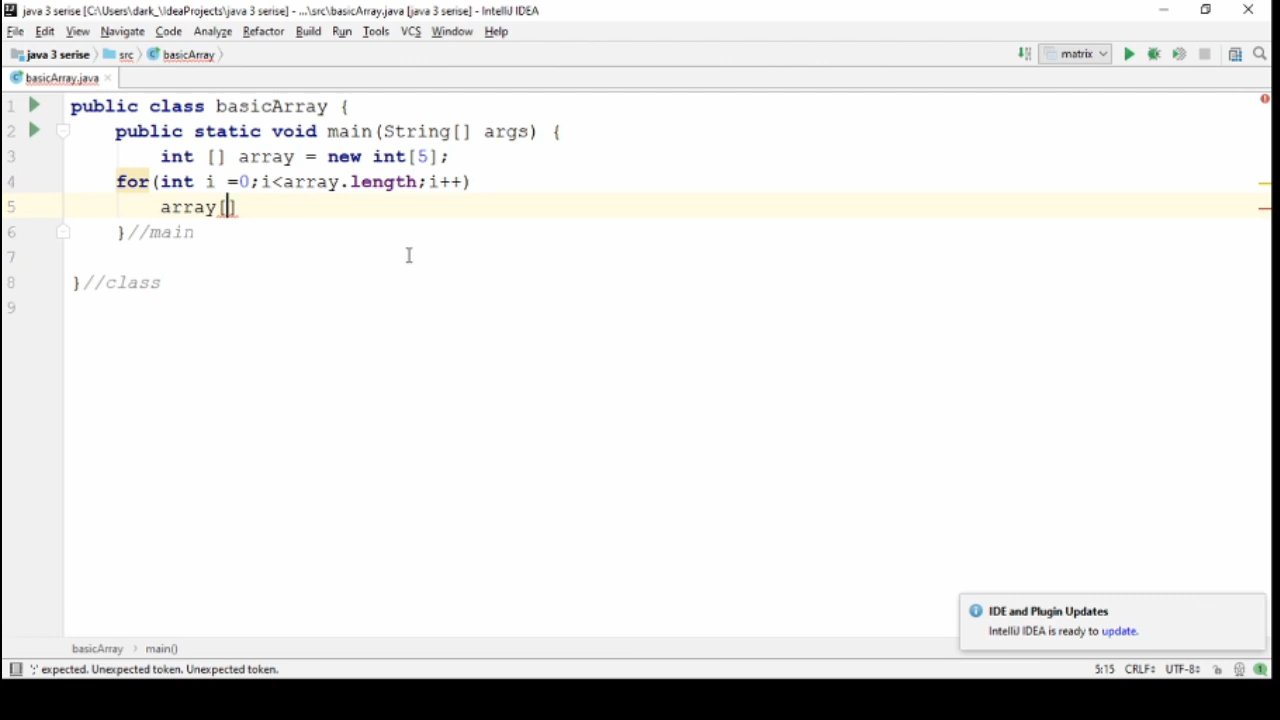 java 3 serise [C:\Users\dark_\IdeaProjects\java 3 serise] - ...\src\basicArray.java [java 3 serise] - IntelliJ IDEA
File Edit View Navigate Code Analyze Refactor Build Run Tools VCS Window Help
java 3 serise src basicArray matrix
basicArray.java
1 public class basicArray {
2 public static void main(String[] args) {
3 int [] array = new int[5];
4 for(int i =0;i<array.length;i++)
5 array[]
6 }//main
7
8 }//class
9
IDE and Plugin Updates
IntelliJ IDEA is ready to update.
basicArray main()
';' expected. Unexpected token. Unexpected token. 5:15 CRLF UTF-8 1